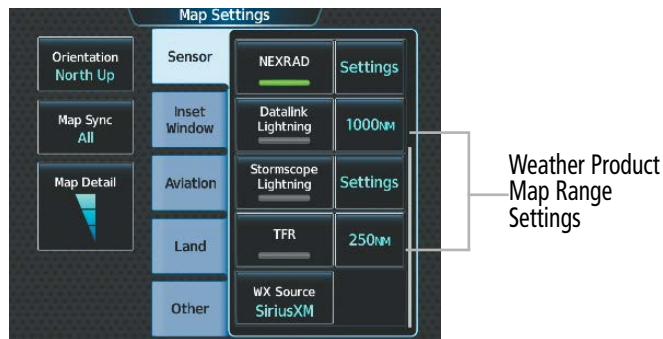 Map Settings
Orientation
North Up
Map Sync
All
Map Detail
Sensor
Inset
Window
Aviation
Land
Other
NEXRAD
Settings
Datalink
Lightning
1000NM
Stormscope
Lightning
Settings
TFR
250NM
WX Source
SiriusXM
Weather Product
Map Range
Settings